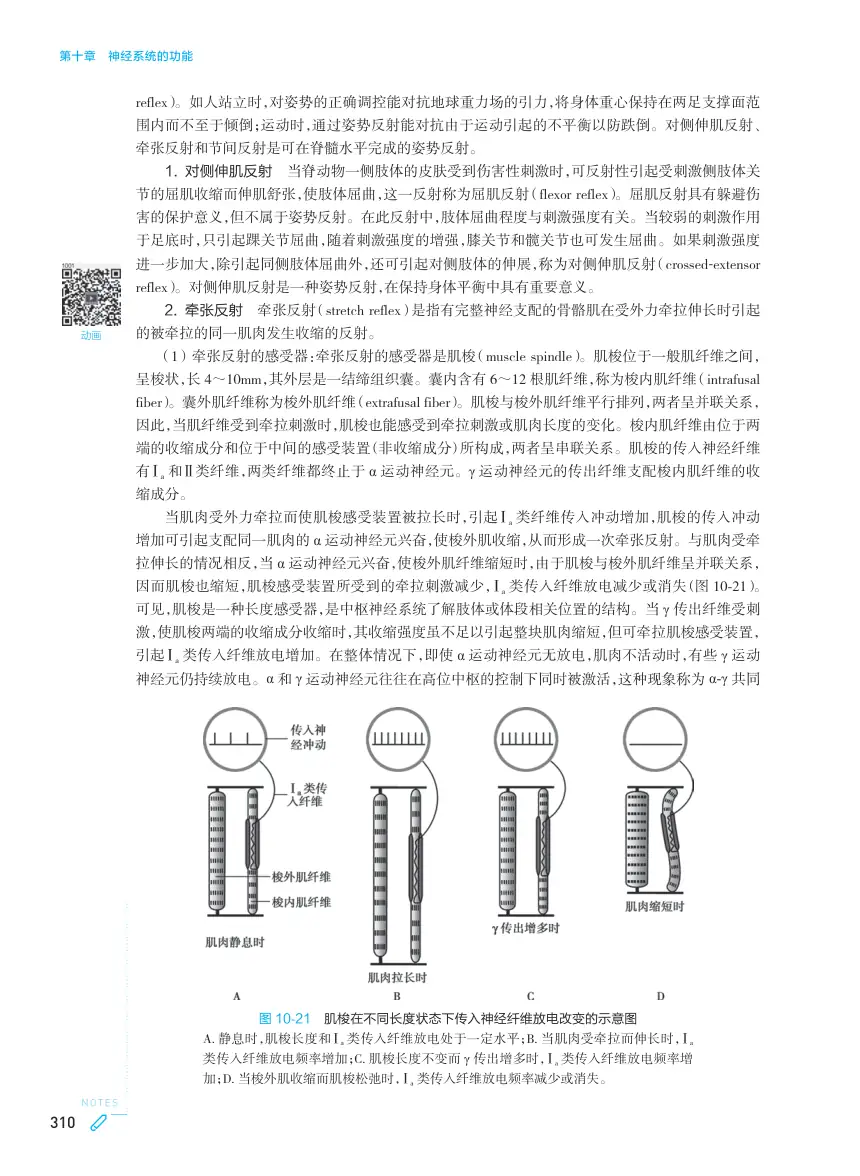 第十章　神经系统的功能
reflex)。如人站立时,对姿势的正确调控能对抗地球重力场的引力,将身体重心保持在两足支撑面范
围内而不至于倾倒;运动时,通过姿势反射能对抗由于运动引起的不平衡以防跌倒。对侧伸肌反射、
牵张反射和节间反射是可在脊髓水平完成的姿势反射。
1. 对侧伸肌反射　当脊动物一侧肢体的皮肤受到伤害性刺激时,可反射性引起受刺激侧肢体关
节的屈肌收缩而伸肌舒张,使肢体屈曲,这一反射称为屈肌反射(flexor reflex)。屈肌反射具有躲避伤
害的保护意义,但不属于姿势反射。在此反射中,肢体屈曲程度与刺激强度有关。当较弱的刺激作用
于足底时,只引起踝关节屈曲,随着刺激强度的增强,膝关节和髋关节也可发生屈曲。如果刺激强度
进一步加大,除引起同侧肢体屈曲外,还可引起对侧肢体的伸展,称为对侧伸肌反射(crossed-extensor
reflex)。对侧伸肌反射是一种姿势反射,在保持身体平衡中具有重要意义。
2. 牵张反射　牵张反射(stretch reflex)是指有完整神经支配的骨骼肌在受外力牵拉伸长时引起
的被牵拉的同一肌肉发生收缩的反射。
动画
(1)牵张反射的感受器:牵张反射的感受器是肌梭(muscle spindle)。肌梭位于一般肌纤维之间,
呈梭状,长 4～10mm,其外层是一结缔组织囊。囊内含有 6～12 根肌纤维,称为梭内肌纤维(intrafusal
fiber)。囊外肌纤维称为梭外肌纤维(extrafusal fiber)。肌梭与梭外肌纤维平行排列,两者呈并联关系,
因此,当肌纤维受到牵拉刺激时,肌梭也能感受到牵拉刺激或肌肉长度的变化。梭内肌纤维由位于两
端的收缩成分和位于中间的感受装置(非收缩成分)所构成,两者呈串联关系。肌梭的传入神经纤维
有Ⅰa 和Ⅱ类纤维,两类纤维都终止于 α 运动神经元。γ 运动神经元的传出纤维支配梭内肌纤维的收
缩成分。
当肌肉受外力牵拉而使肌梭感受装置被拉长时,引起Ⅰa 类纤维传入冲动增加,肌梭的传入冲动
增加可引起支配同一肌肉的 α 运动神经元兴奋,使梭外肌收缩,从而形成一次牵张反射。与肌肉受牵
拉伸长的情况相反,当 α 运动神经元兴奋,使梭外肌纤维缩短时,由于肌梭与梭外肌纤维呈并联关系,
因而肌梭也缩短,肌梭感受装置所受到的牵拉刺激减少,Ⅰa 类传入纤维放电减少或消失(图 10-21)。
可见,肌梭是一种长度感受器,是中枢神经系统了解肢体或体段相关位置的结构。当 γ 传出纤维受刺
激,使肌梭两端的收缩成分收缩时,其收缩强度虽不足以引起整块肌肉缩短,但可牵拉肌梭感受装置,
引起Ⅰa 类传入纤维放电增加。在整体情况下,即使 α 运动神经元无放电,肌肉不活动时,有些 γ 运动
神经元仍持续放电。α 和 γ 运动神经元往往在高位中枢的控制下同时被激活,这种现象称为 α-γ 共同
传入神
经冲动
Ⅰa类传
入纤维
梭外肌纤维
梭内肌纤维
肌肉静息时
肌肉拉长时
γ传出增多时
肌肉缩短时
A
B
C
D
图 10-21　肌梭在不同长度状态下传入神经纤维放电改变的示意图
A. 静息时,肌梭长度和Ⅰa 类传入纤维放电处于一定水平;B. 当肌肉受牵拉而伸长时,Ⅰa
类传入纤维放电频率增加;C. 肌梭长度不变而 γ 传出增多时,Ⅰa 类传入纤维放电频率增
加;D. 当梭外肌收缩而肌梭松弛时,Ⅰa 类传入纤维放电频率减少或消失。
NOTES
310